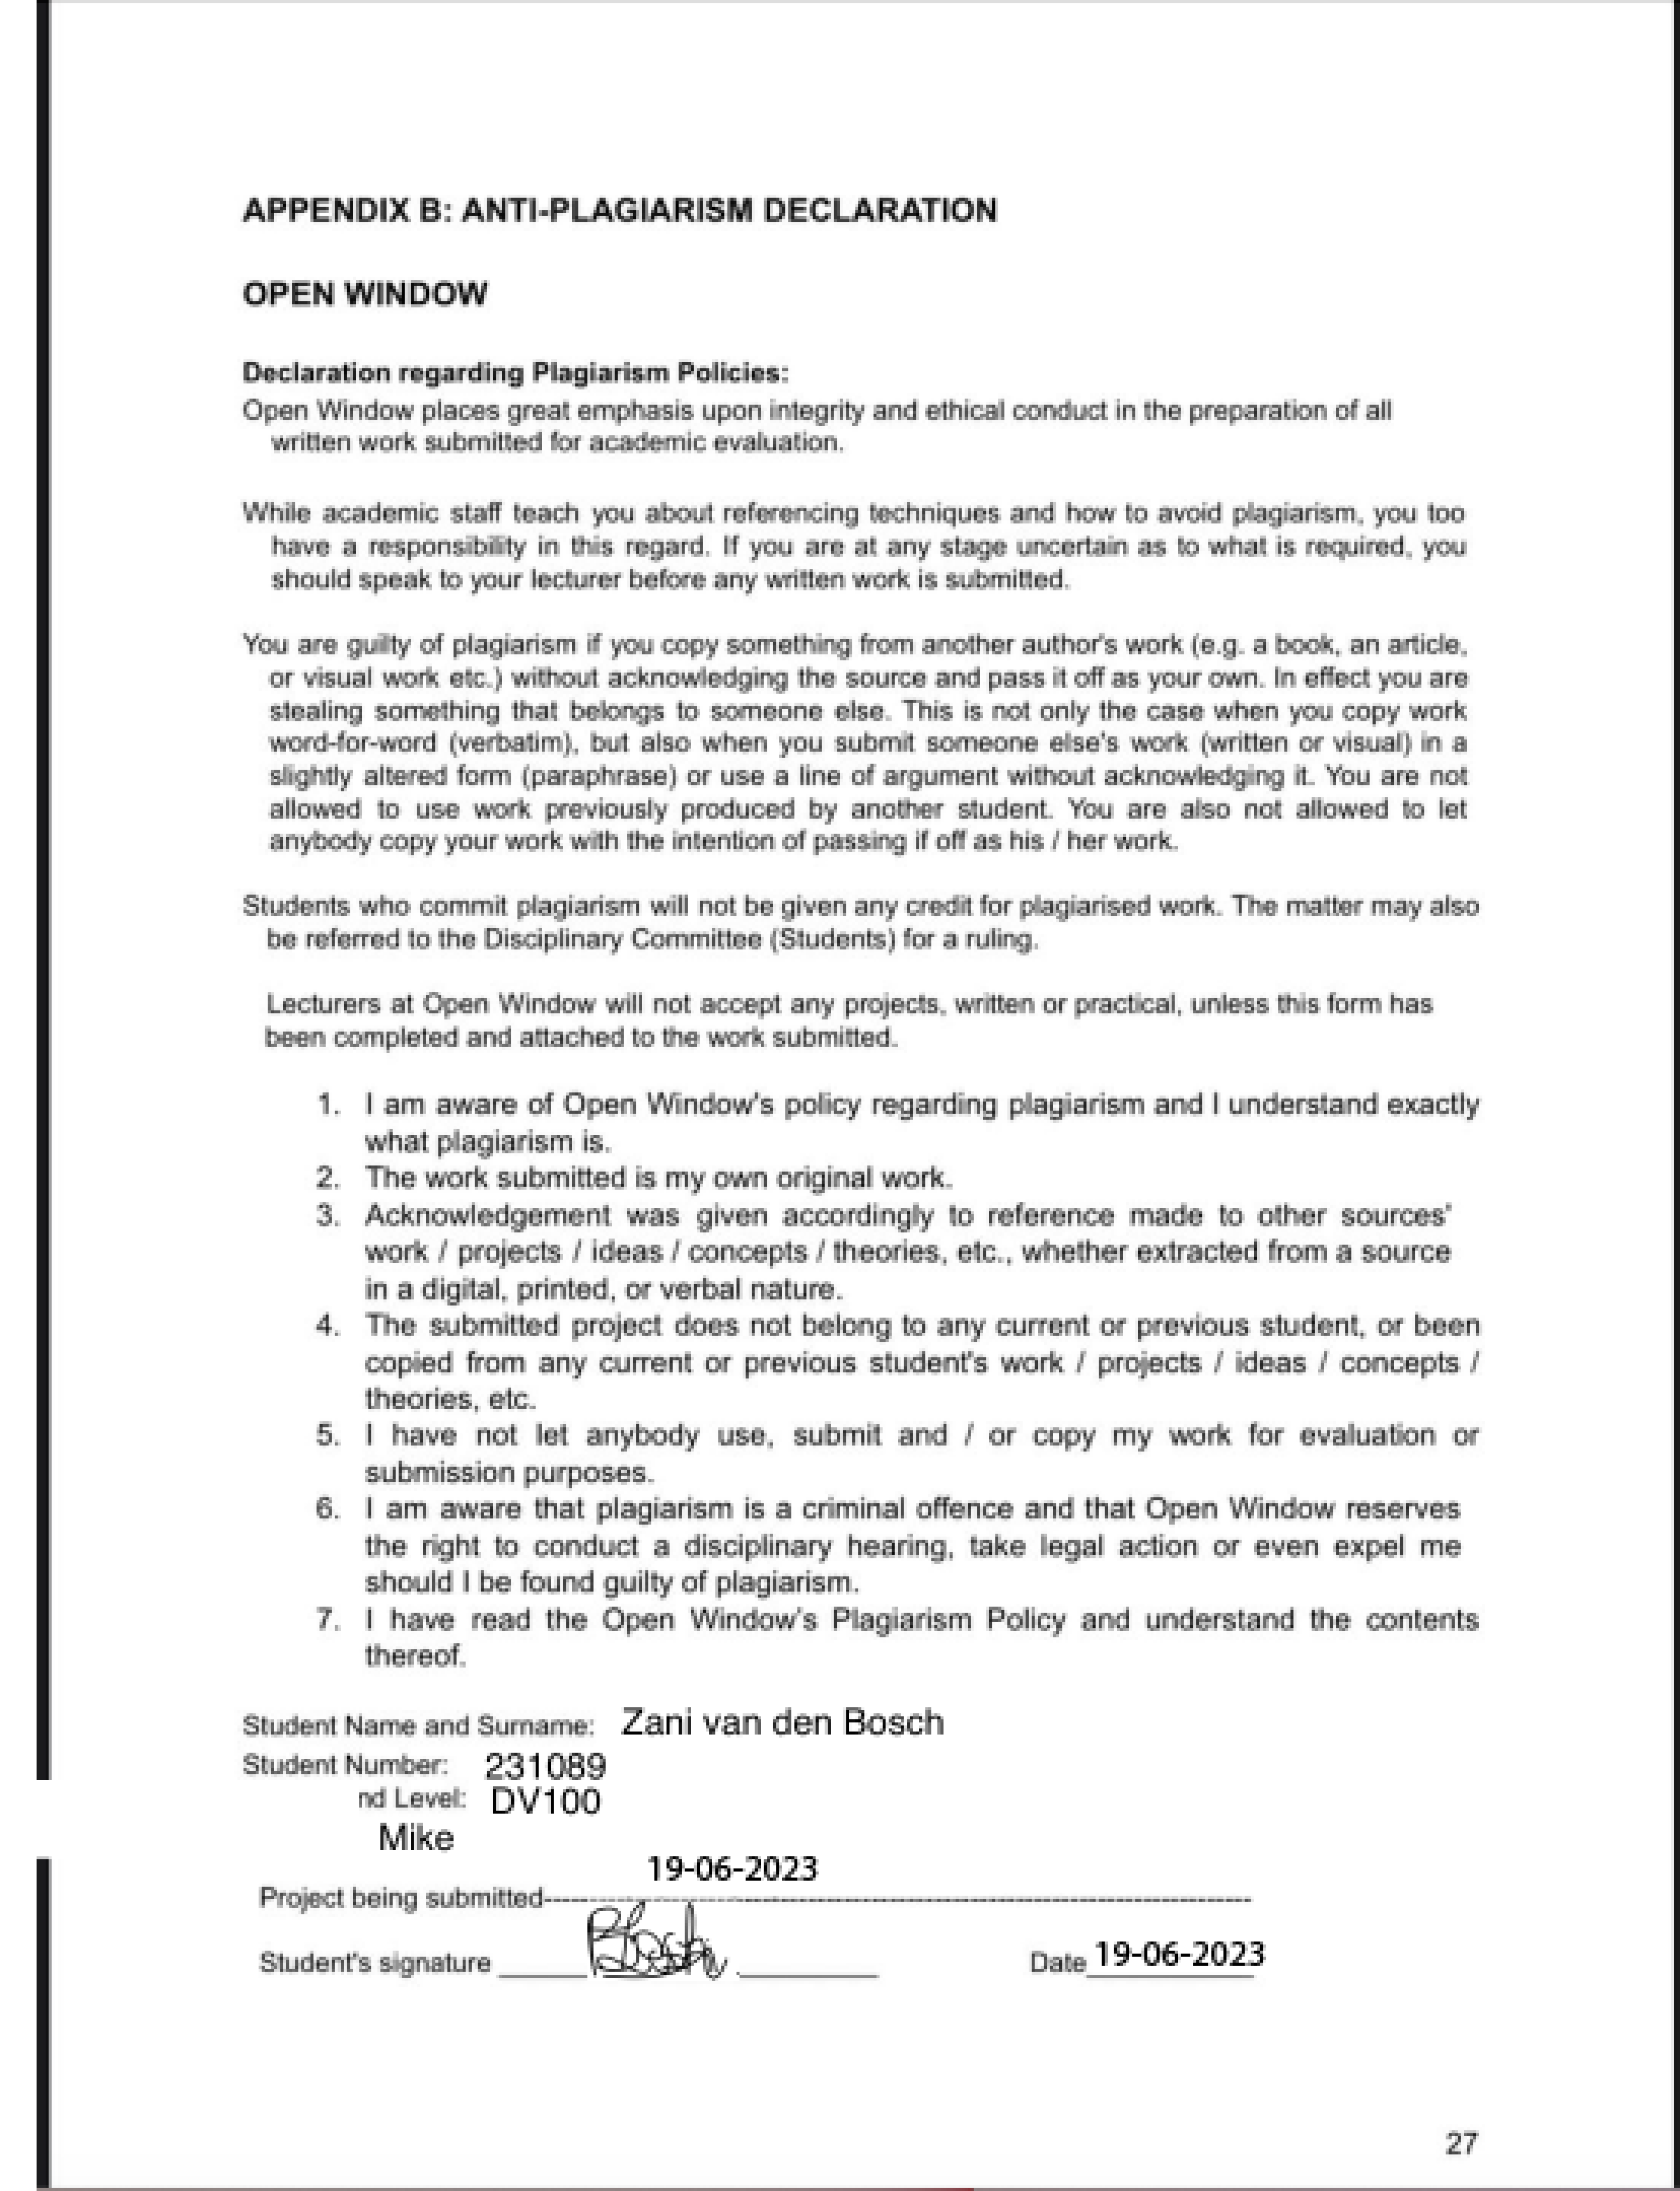 APPENDIX B: ANTI-PLAGIARISM DECLARATION
OPEN WINDOW
Declaration regarding Plagiarism Policies:
Open Window places great emphasis upon integrity and ethical conduct in the preparation of all
written work submitted for academic evaluation.
While academic staff teach you about referencing techniques and how to avoid plagiarism, you too
have a responsibility in this regard. If you are at any stage uncertain as to what is required, you
should speak to your lecturer before any written work is submitted.
You are guilty of plagiarism if you copy something from another author's work (e.g. a book, an article,
or visual work etc.) without acknowledging the source and pass it off as your own. In effect you are
stealing something that belongs to someone else. This is not only the case when you copy work
word-for-word (verbatim), but also when you submit someone else's work (written or visual) in a
slightly altered form (paraphrase) or use a line of argument without acknowledging it. You are not
allowed to use work previously produced by another student. You are also not allowed to let
anybody copy your work with the intention of passing if off as his / her work.
Students who commit plagiarism will not be given any credit for plagiarised work. The matter may also
be referred to the Disciplinary Committee (Students) for a ruling.
Lecturers at Open Window will not accept any projects, written or practical, unless this form has
been completed and attached to the work submitted.
1. I am aware of Open Window's policy regarding plagiarism and I understand exactly
what plagiarism is.
2. The work submitted is my own original work.
3. Acknowledgement was given accordingly to reference made to other sources'
work / projects / ideas / concepts / theories, etc., whether extracted from a source
in a digital, printed, or verbal nature.
4. The submitted project does not belong to any current or previous student, or been
copied from any current or previous student's work / projects / ideas / concepts /
theories, etc.
5. I have not let anybody use, submit and / or copy my work for evaluation or
submission purposes.
6. I am aware that plagiarism is a criminal offence and that Open Window reserves
the right to conduct a disciplinary hearing, take legal action or even expel me
should I be found guilty of plagiarism.
7. I have read the Open Window's Plagiarism Policy and understand the contents
thereof.
Student Name and Surname: Zani van den Bosch
Student Number: 231089
nd Level: DV100
Mike
19-06-2023
Project being submitted
Student's signature
Date 19-06-2023
27